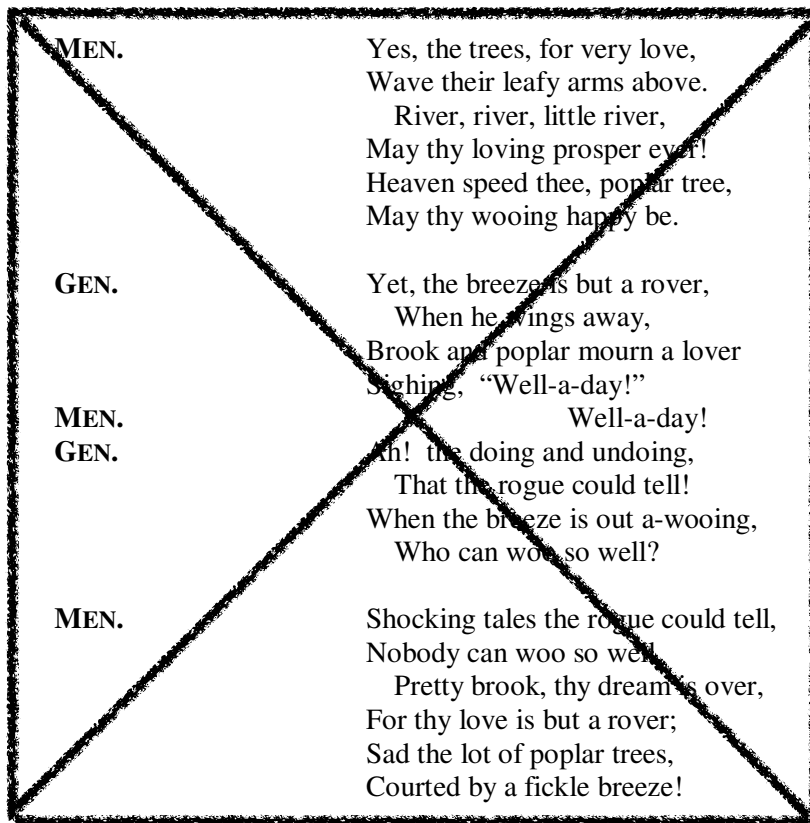 MEN. Yes, the trees, for very love,
Wave their leafy arms above.
River, river, little river,
May thy loving prosper ever!
Heaven speed thee, poplar tree,
May thy wooing happy be.
GEN. Yet, the breeze is but a rover,
When he wings away,
Brook and poplar mourn a lover
Sighing, “Well-a-day!”
MEN. Well-a-day!
GEN. Ah! the doing and undoing,
That the rogue could tell!
When the breeze is out a-wooing,
Who can woo so well?
MEN. Shocking tales the rogue could tell,
Nobody can woo so well.
Pretty brook, thy dream is over,
For thy love is but a rover;
Sad the lot of poplar trees,
Courted by a fickle breeze!